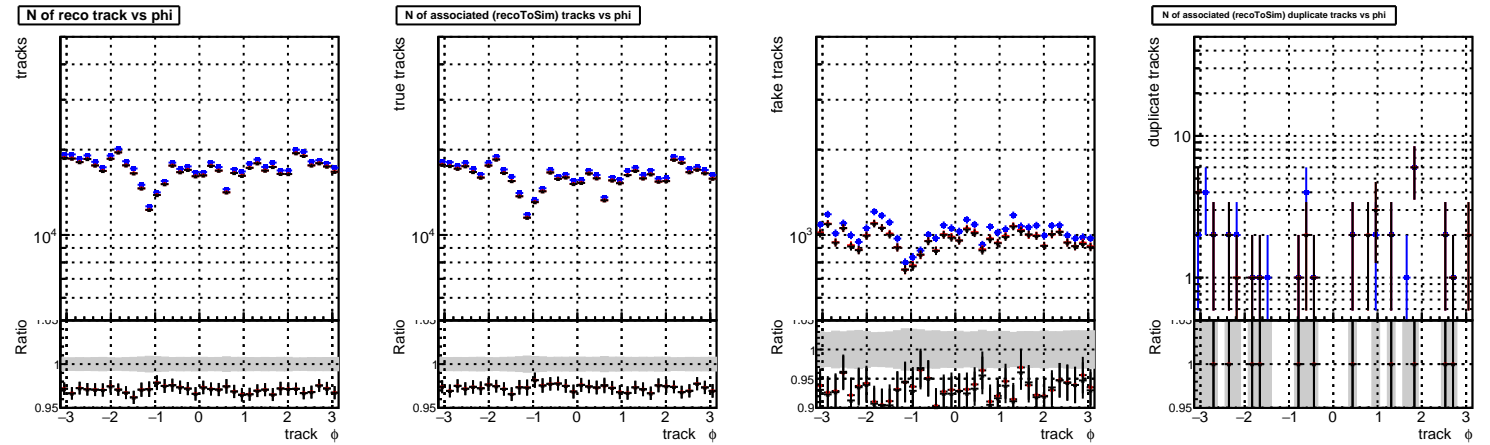 N of reco track vs phi
tracks
10⁴
Ratio
1
0.95
−3 −2 −1 0 1 2 3
track ϕ
N of associated (recoToSim) tracks vs phi
true tracks
10⁴
Ratio
1
0.95
−3 −2 −1 0 1 2 3
track ϕ
fake tracks
10³
Ratio
1
0.95
0.9
−3 −2 −1 0 1 2 3
track ϕ
N of associated (recoToSim) duplicate tracks vs phi
duplicate tracks
10
1
Ratio
1
0.95
−3 −2 −1 0 1 2 3
track ϕ